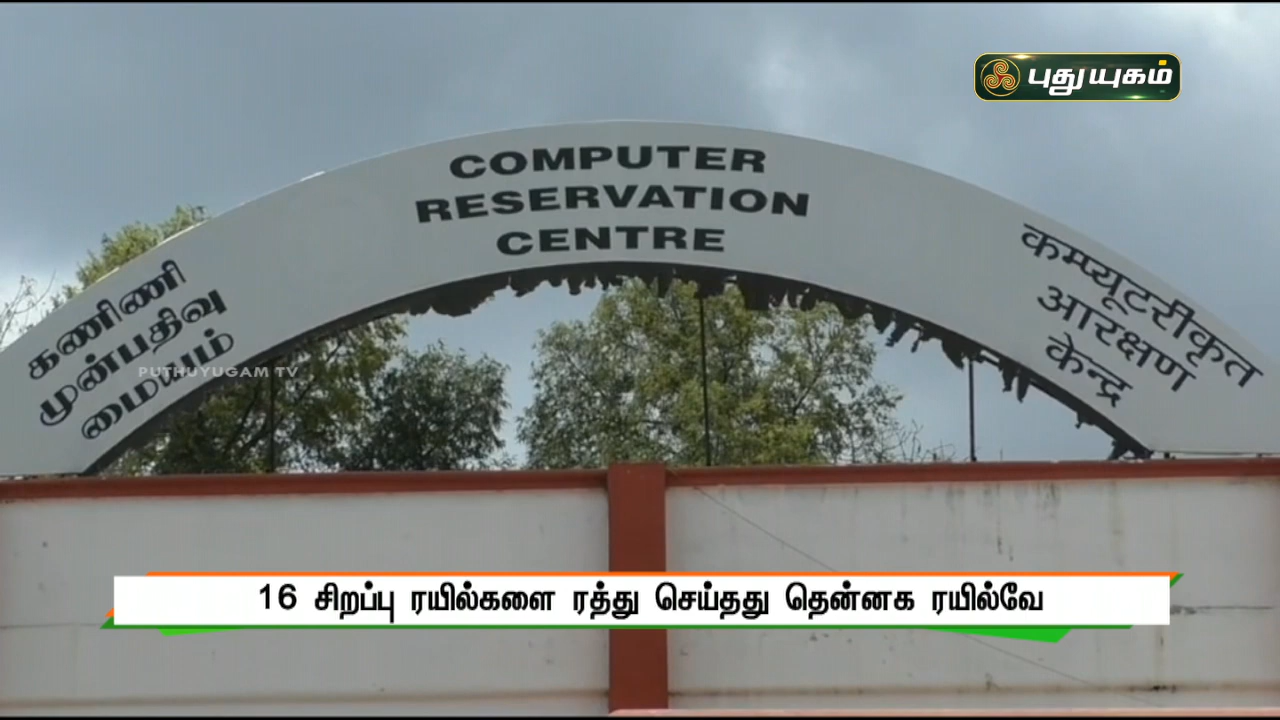 புதுயுகம்
COMPUTER
RESERVATION
CENTRE
கணிணி
முன்பதிவு
மையம்
कम्प्यूटरीकृत
आरक्षण
केन्द्र
PUTHUYUGAM TV
16 சிறப்பு ரயில்களை ரத்து செய்தது தென்னக ரயில்வே